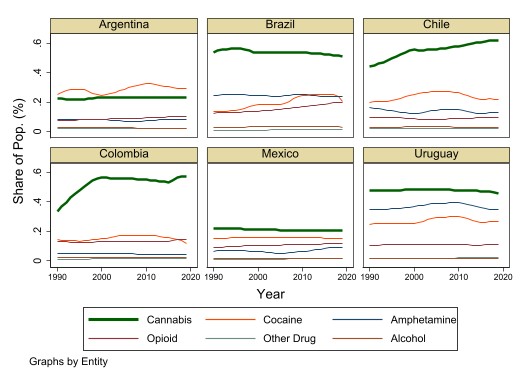 Argentina Brazil Chile
.6
.4
.2
0
Colombia Mexico Uruguay
.6
.4
.2
0
1990 2000 2010 2020 1990 2000 2010 2020 1990 2000 2010 2020
Share of Pop. (%)
Year
Cannabis Cocaine Amphetamine
Opioid Other Drug Alcohol
Graphs by Entity